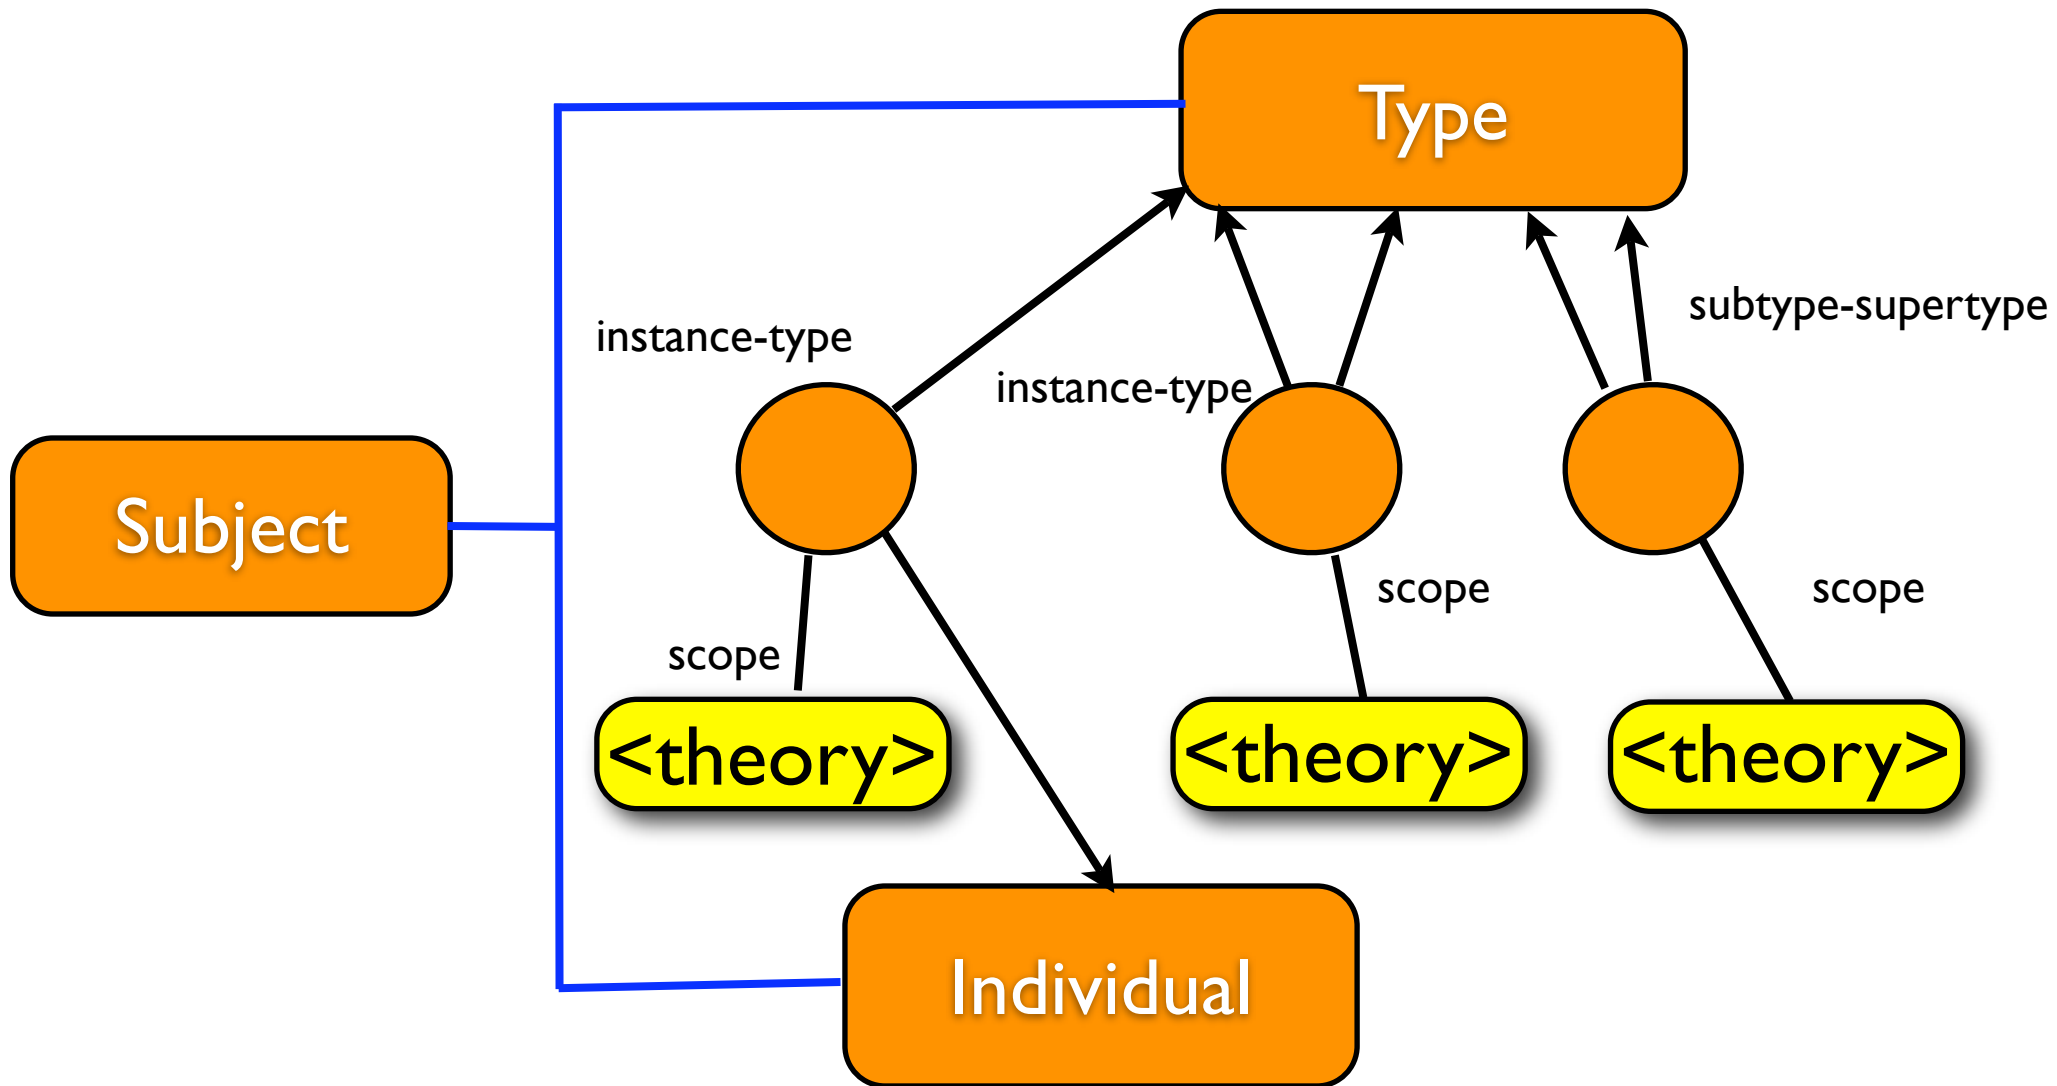 Type
subtype-supertype
instance-type
instance-type
Subject
scope
scope
scope
<theory>
<theory>
<theory>
Individual